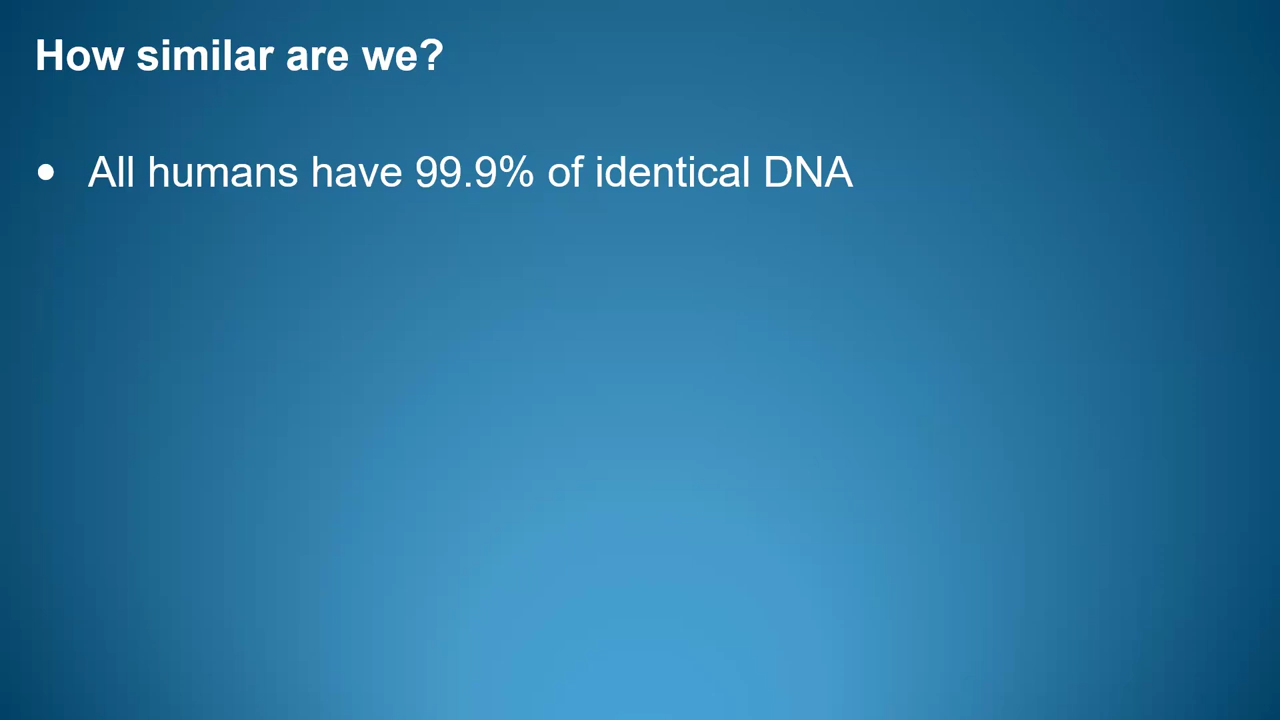 How similar are we?
● All humans have 99.9% of identical DNA